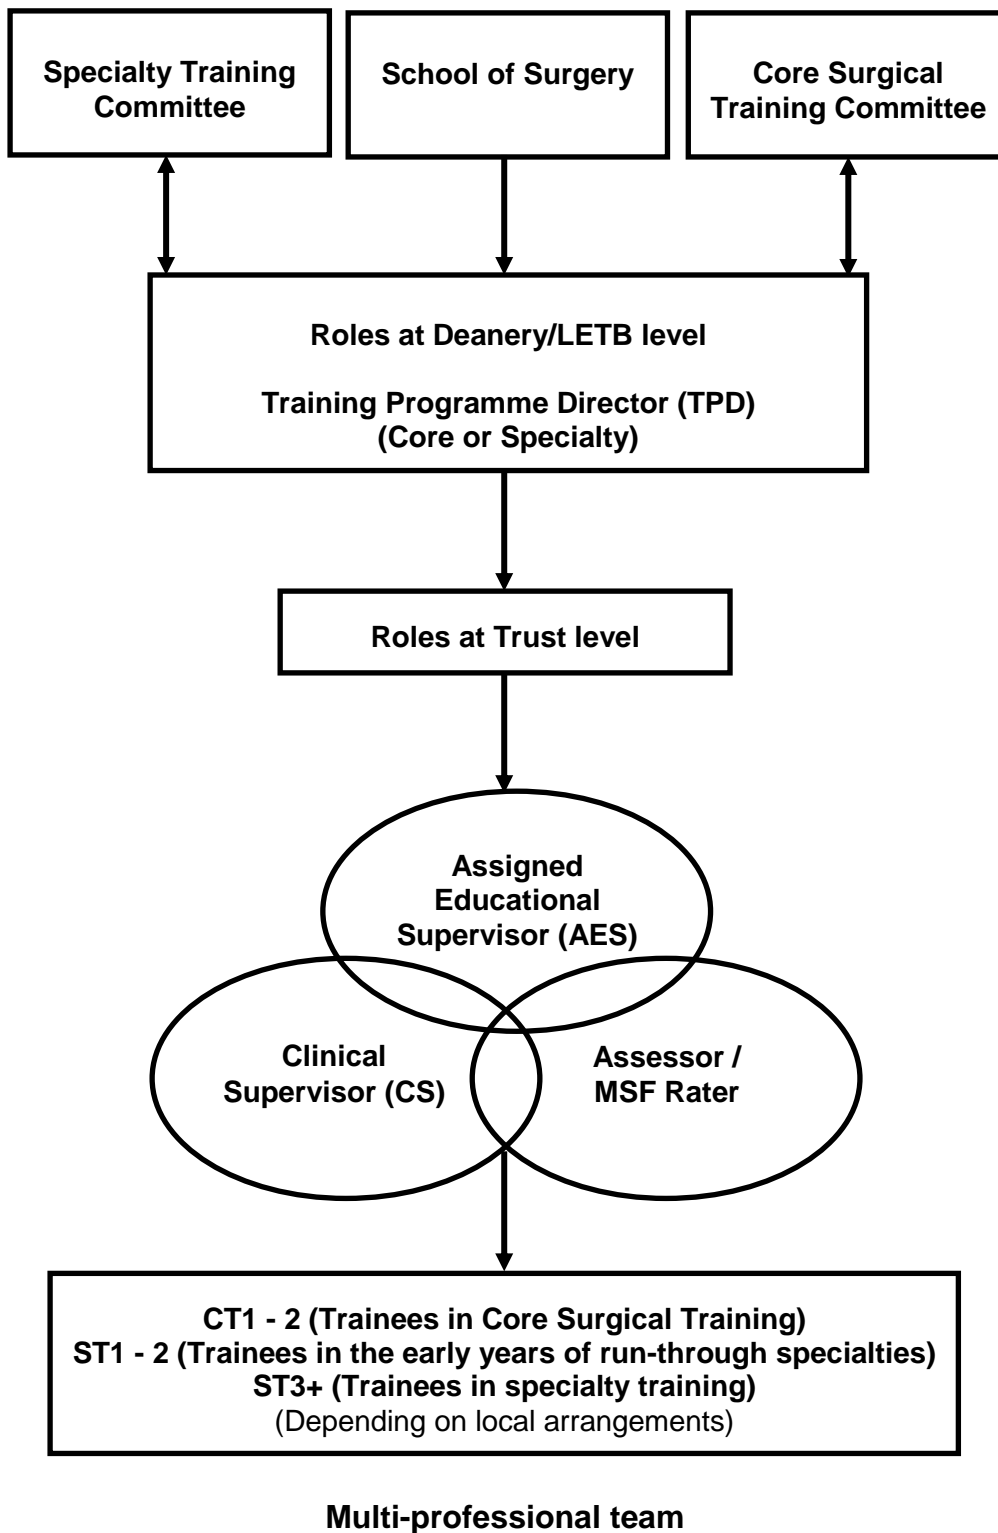 Specialty Training
Committee
School of Surgery
Core Surgical
Training Committee
Roles at Deanery/LETB level
Training Programme Director (TPD)
(Core or Specialty)
Roles at Trust level
Assigned
Educational
Supervisor (AES)
Clinical
Supervisor (CS)
Assessor /
MSF Rater
CT1 - 2 (Trainees in Core Surgical Training)
ST1 - 2 (Trainees in the early years of run-through specialties)
ST3+ (Trainees in specialty training)
(Depending on local arrangements)
Multi-professional team